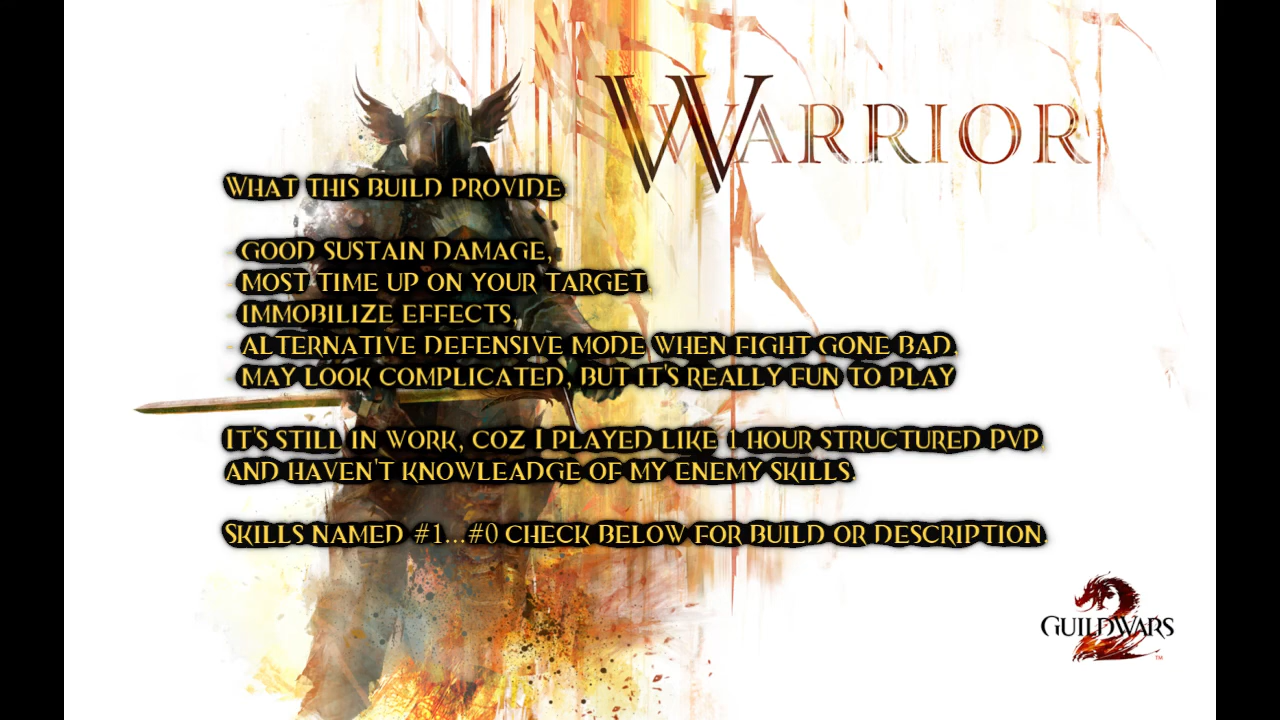 Warrior
What this build provide
- good sustain damage,
- most time up on your target,
- immobilize effects,
- alternative defensive mode when fight gone bad,
- may look complicated, but it's really fun to play
It's still in work, coz I played like 1 hour structured PvP,
and haven't knowleadge of my enemy skills.
Skills named #1...#0 check below for build or description.
Guild Wars 2 ™